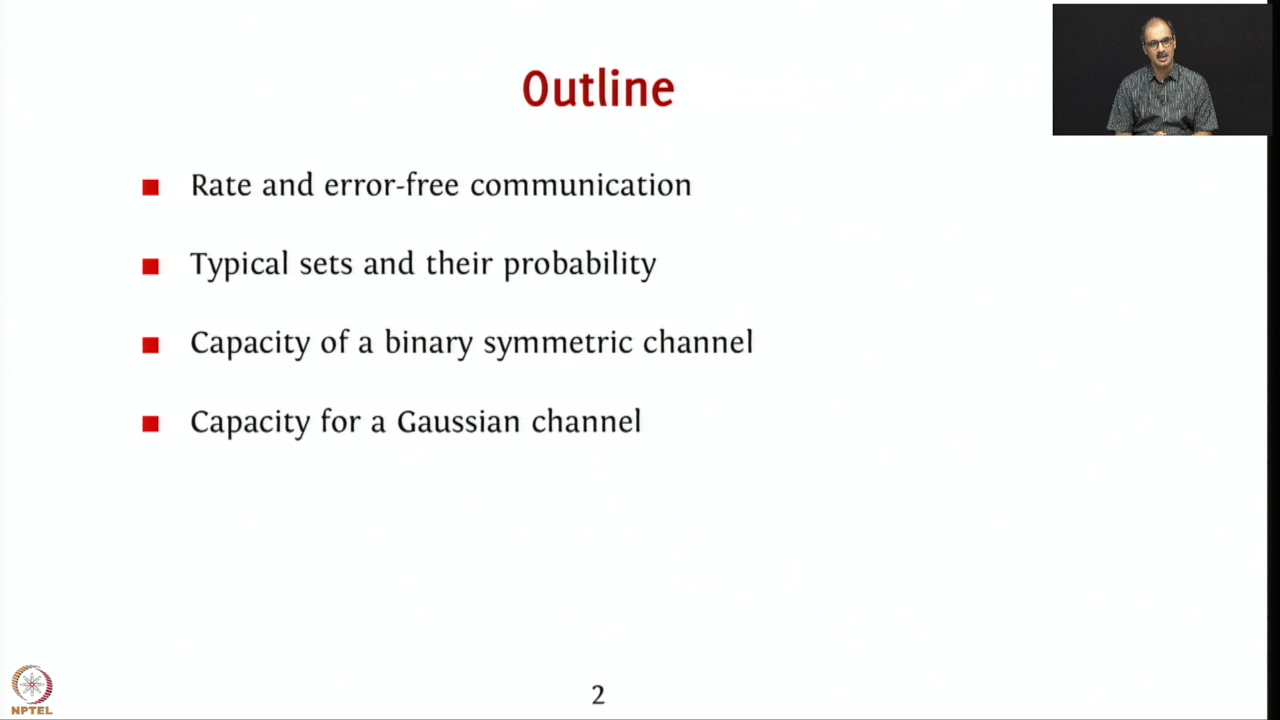 Outline
Rate and error-free communication
Typical sets and their probability
Capacity of a binary symmetric channel
Capacity for a Gaussian channel
NPTEL
2